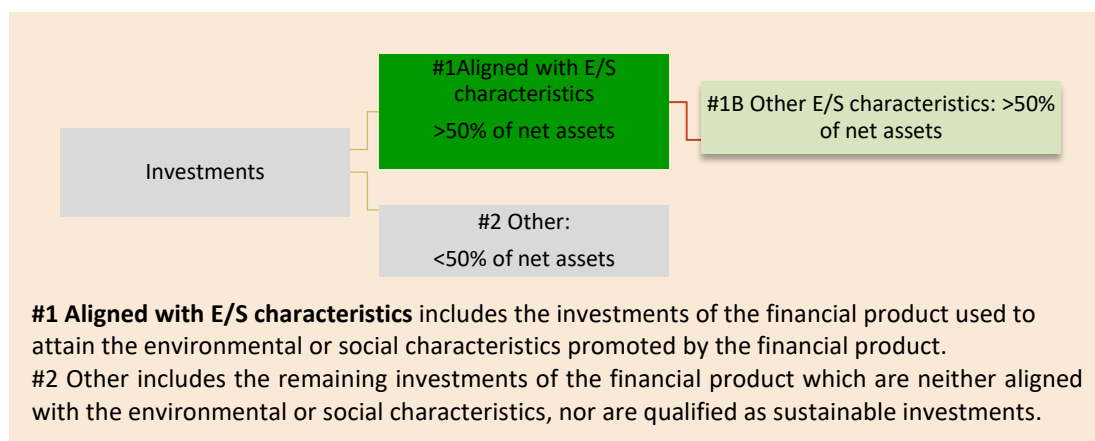 #1Aligned with E/S
characteristics
>50% of net assets
#1B Other E/S characteristics: >50%
of net assets
Investments
#2 Other:
<50% of net assets
#1 Aligned with E/S characteristics includes the investments of the financial product used to
attain the environmental or social characteristics promoted by the financial product.
#2 Other includes the remaining investments of the financial product which are neither aligned
with the environmental or social characteristics, nor are qualified as sustainable investments.